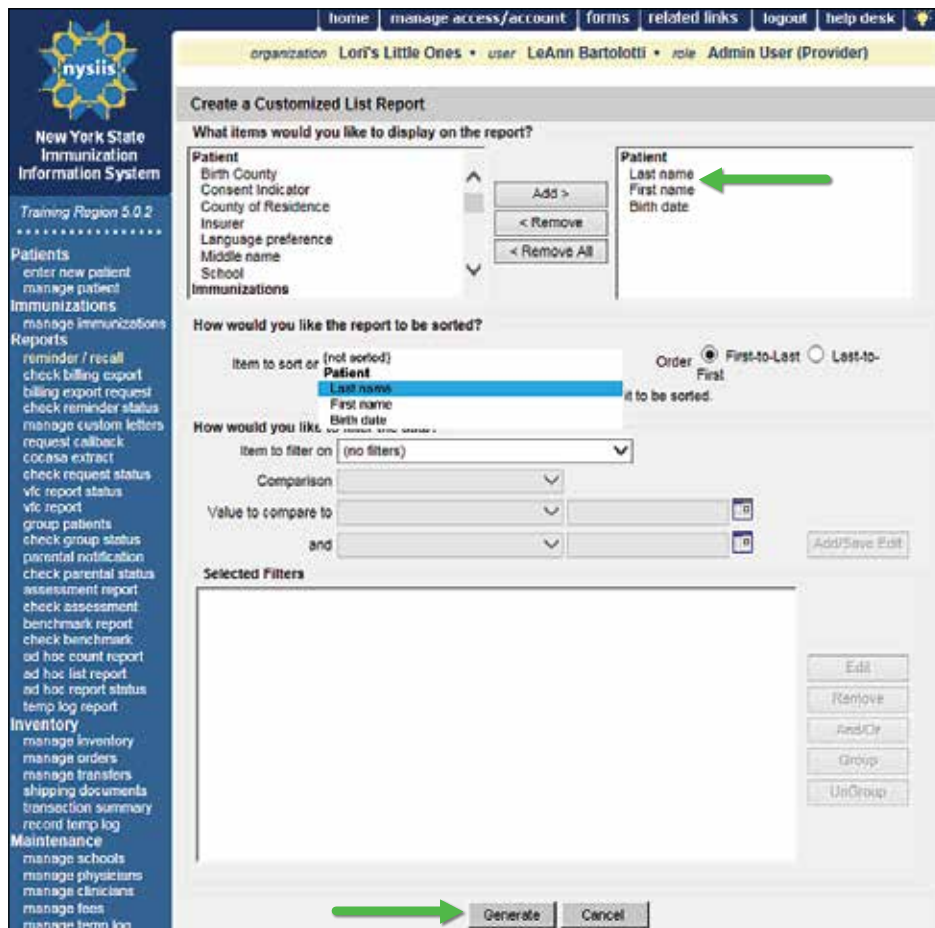 home manage access/account forms related links logout help desk
organization Lori's Little Ones • user LeAnn Bartolotti • role Admin User (Provider)
nysiis
New York State
Immunization
Information System
Training Region 5.0.2
Patients
enter new patient
manage patient
Immunizations
manage immunizations
Reports
reminder / recall
check billing export
billing export request
check reminder status
manage custom letters
request callback
cocasa extract
check request status
vfc report status
vfc report
group patients
check group status
parental notification
check parental status
assessment report
check assessment
benchmark report
check benchmark
ad hoc count report
ad hoc list report
ad hoc report status
temp log report
Inventory
manage inventory
manage orders
manage transfers
shipping documents
transaction summary
record temp log
Maintenance
manage schools
manage physicians
manage clinicians
manage fees
manage temp log
Create a Customized List Report
What items would you like to display on the report?
Patient
Birth County
Consent Indicator
County of Residence
Insurer
Language preference
Middle name
School
Immunizations
Add >
< Remove
< Remove All
Patient
Last name
First name
Birth date
How would you like the report to be sorted?
Item to sort or
(not sorted)
Patient
Last name
First name
Birth date
Order First-to-Last Last-to-
First
it to be sorted.
How would you like
Item to filter on (no filters)
Comparison
Value to compare to
and
Add/Save Edit
Selected Filters
Edit
Remove
And/Or
Group
UnGroup
Generate Cancel